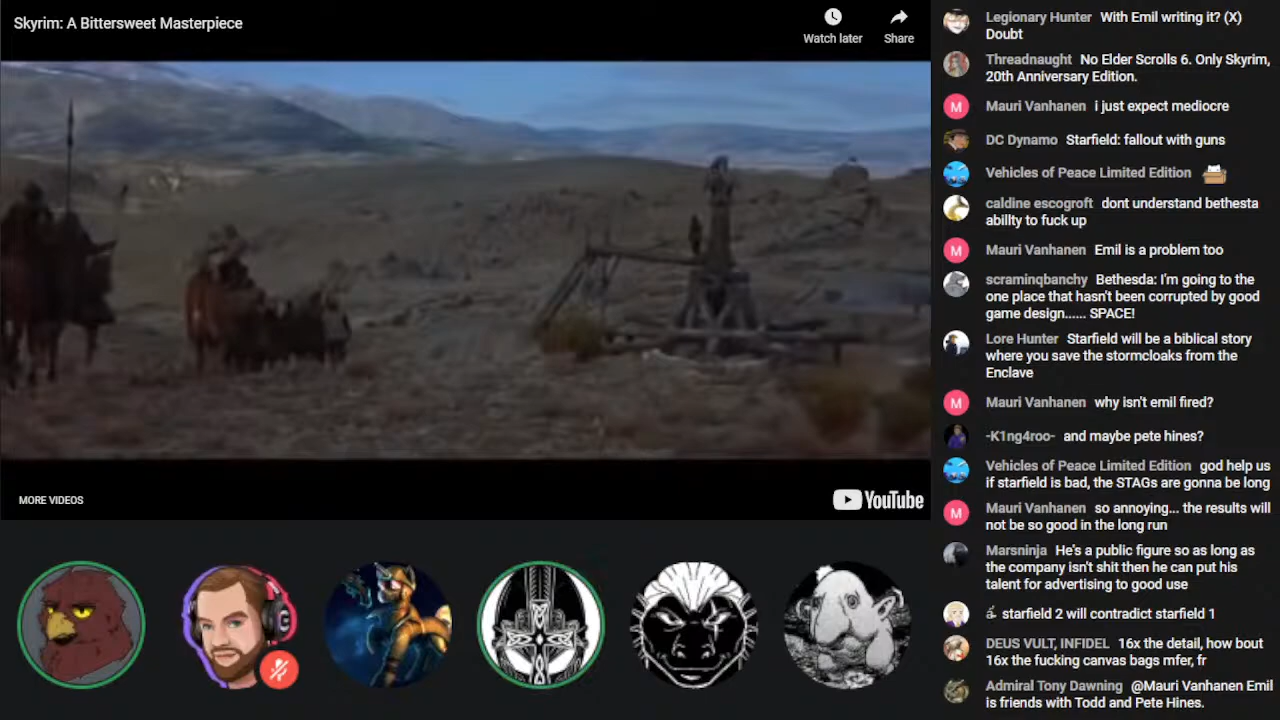 Skyrim: A Bittersweet Masterpiece
Watch later
Share
MORE VIDEOS
YouTube
Legionary Hunter With Emil writing it? (X)
Doubt
Threadnaught No Elder Scrolls 6. Only Skyrim,
20th Anniversary Edition.
M Mauri Vanhanen i just expect mediocre
DC Dynamo Starfield: fallout with guns
Vehicles of Peace Limited Edition
caldine escogroft dont understand bethesta
abillty to fuck up
M Mauri Vanhanen Emil is a problem too
scraminqbanchy Bethesda: I'm going to the
one place that hasn't been corrupted by good
game design...... SPACE!
Lore Hunter Starfield will be a biblical story
where you save the stormcloaks from the
Enclave
M Mauri Vanhanen why isn't emil fired?
-K1ng4roo- and maybe pete hines?
Vehicles of Peace Limited Edition god help us
if starfield is bad, the STAGs are gonna be long
M Mauri Vanhanen so annoying... the results will
not be so good in the long run
Marsninja He's a public figure so as long as
the company isn't shit then he can put his
talent for advertising to good use
starfield 2 will contradict starfield 1
DEUS VULT, INFIDEL 16x the detail, how bout
16x the fucking canvas bags mfer, fr
Admiral Tony Dawning @Mauri Vanhanen Emil
is friends with Todd and Pete Hines.